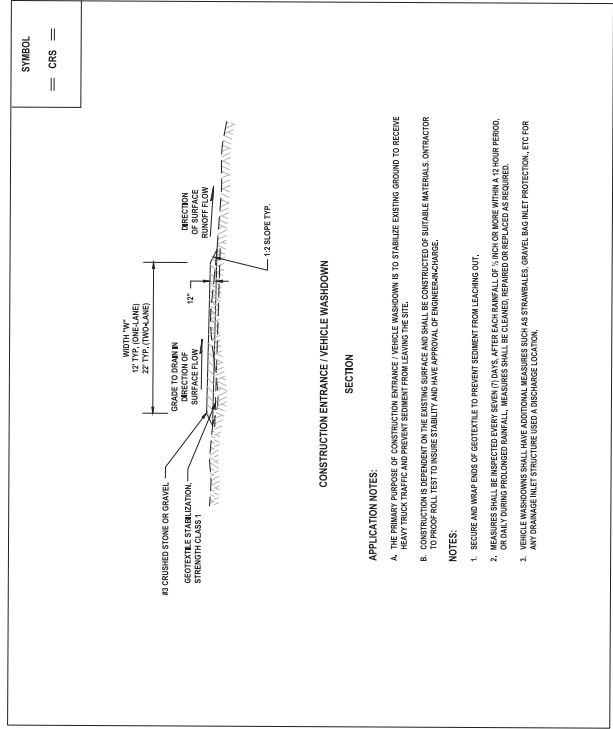 SYMBOL
CRS
WIDTH "W"
12' TYP. (ONE-LANE)
22' TYP. (TWO-LANE)
GRADE TO DRAIN IN
DIRECTION OF
SURFACE FLOW
#3 CRUSHED STONE OR GRAVEL
GEOTEXTILE STABILIZATION,
STRENGTH CLASS 1
12"
DIRECTION
OF SURFACE
RUNOFF FLOW
1:2 SLOPE TYP.
CONSTRUCTION ENTRANCE / VEHICLE WASHDOWN
SECTION
APPLICATION NOTES:
A. THE PRIMARY PURPOSE OF CONSTRUCTION ENTRANCE / VEHICLE WASHDOWN IS TO STABILIZE EXISTING GROUND TO RECEIVE
HEAVY TRUCK TRAFFIC AND PREVENT SEDIMENT FROM LEAVING THE SITE.
B. CONSTRUCTION IS DEPENDENT ON THE EXISTING SURFACE AND SHALL BE CONSTRUCTED OF SUITABLE MATERIALS. ONTRACTOR
TO PROOF ROLL TEST TO INSURE STABILITY AND HAVE APPROVAL OF ENGINEER-IN-CHARGE.
NOTES:
1. SECURE AND WRAP ENDS OF GEOTEXTILE TO PREVENT SEDIMENT FROM LEACHING OUT.
2. MEASURES SHALL BE INSPECTED EVERY SEVEN (7) DAYS, AFTER EACH RAINFALL OF ½ INCH OR MORE WITHIN A 12 HOUR PERIOD,
OR DAILY DURING PROLONGED RAINFALL. MEASURES SHALL BE CLEANED, REPAIRED OR REPLACED AS REQUIRED.
3. VEHICLE WASHDOWNS SHALL HAVE ADDITIONAL MEASURES SUCH AS STRAWBALES, GRAVEL BAG INLET PROTECTION, ETC FOR
ANY DRAINAGE INLET STRUCTURE USED A DISCHARGE LOCATION.